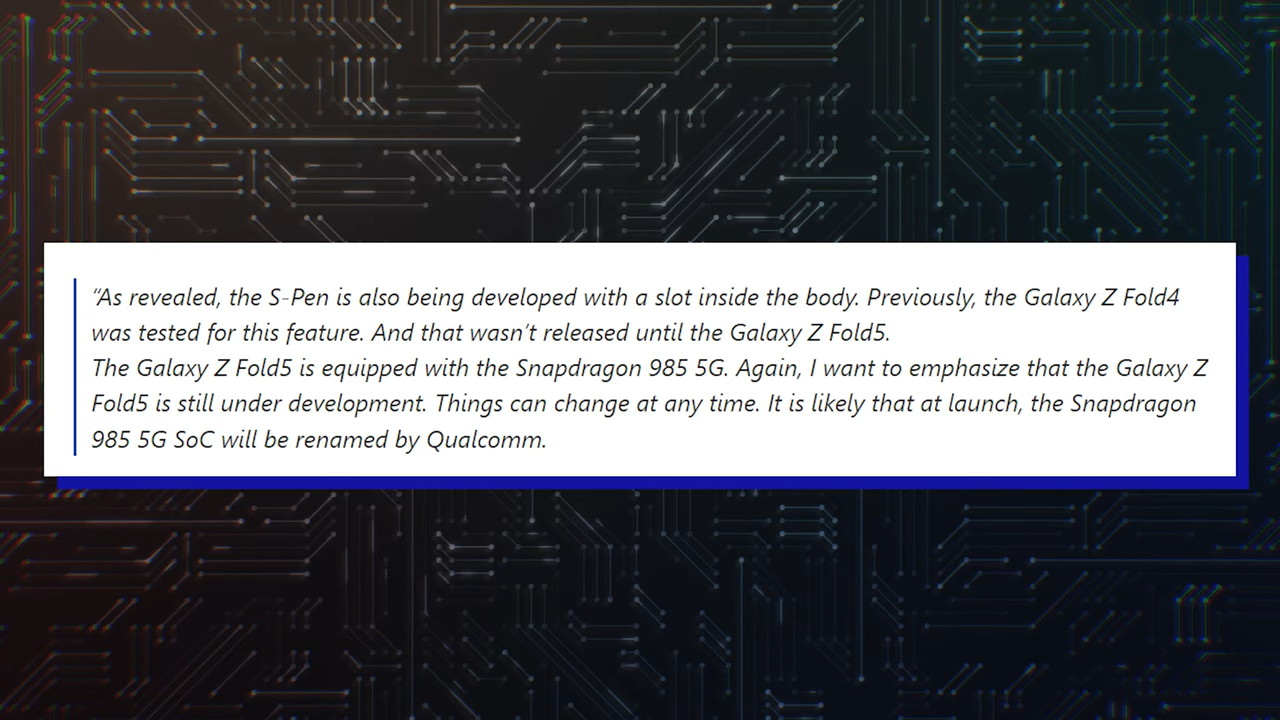 “As revealed, the S-Pen is also being developed with a slot inside the body. Previously, the Galaxy Z Fold4
was tested for this feature. And that wasn’t released until the Galaxy Z Fold5.
The Galaxy Z Fold5 is equipped with the Snapdragon 985 5G. Again, I want to emphasize that the Galaxy Z
Fold5 is still under development. Things can change at any time. It is likely that at launch, the Snapdragon
985 5G SoC will be renamed by Qualcomm.